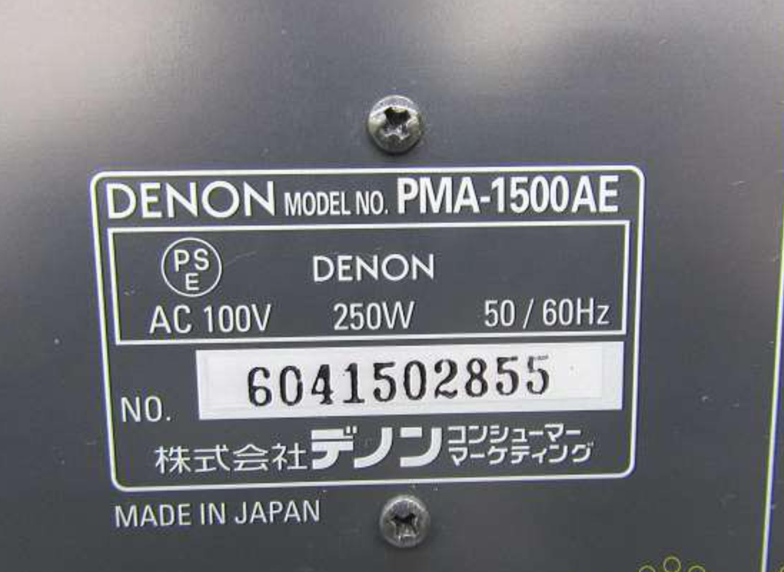 DENON MODEL NO. PMA-1500AE
PS
E
DENON
AC 100V 250W 50 / 60Hz
NO. 6041502855
株式会社デノン コンシューマー
マーケティング
MADE IN JAPAN